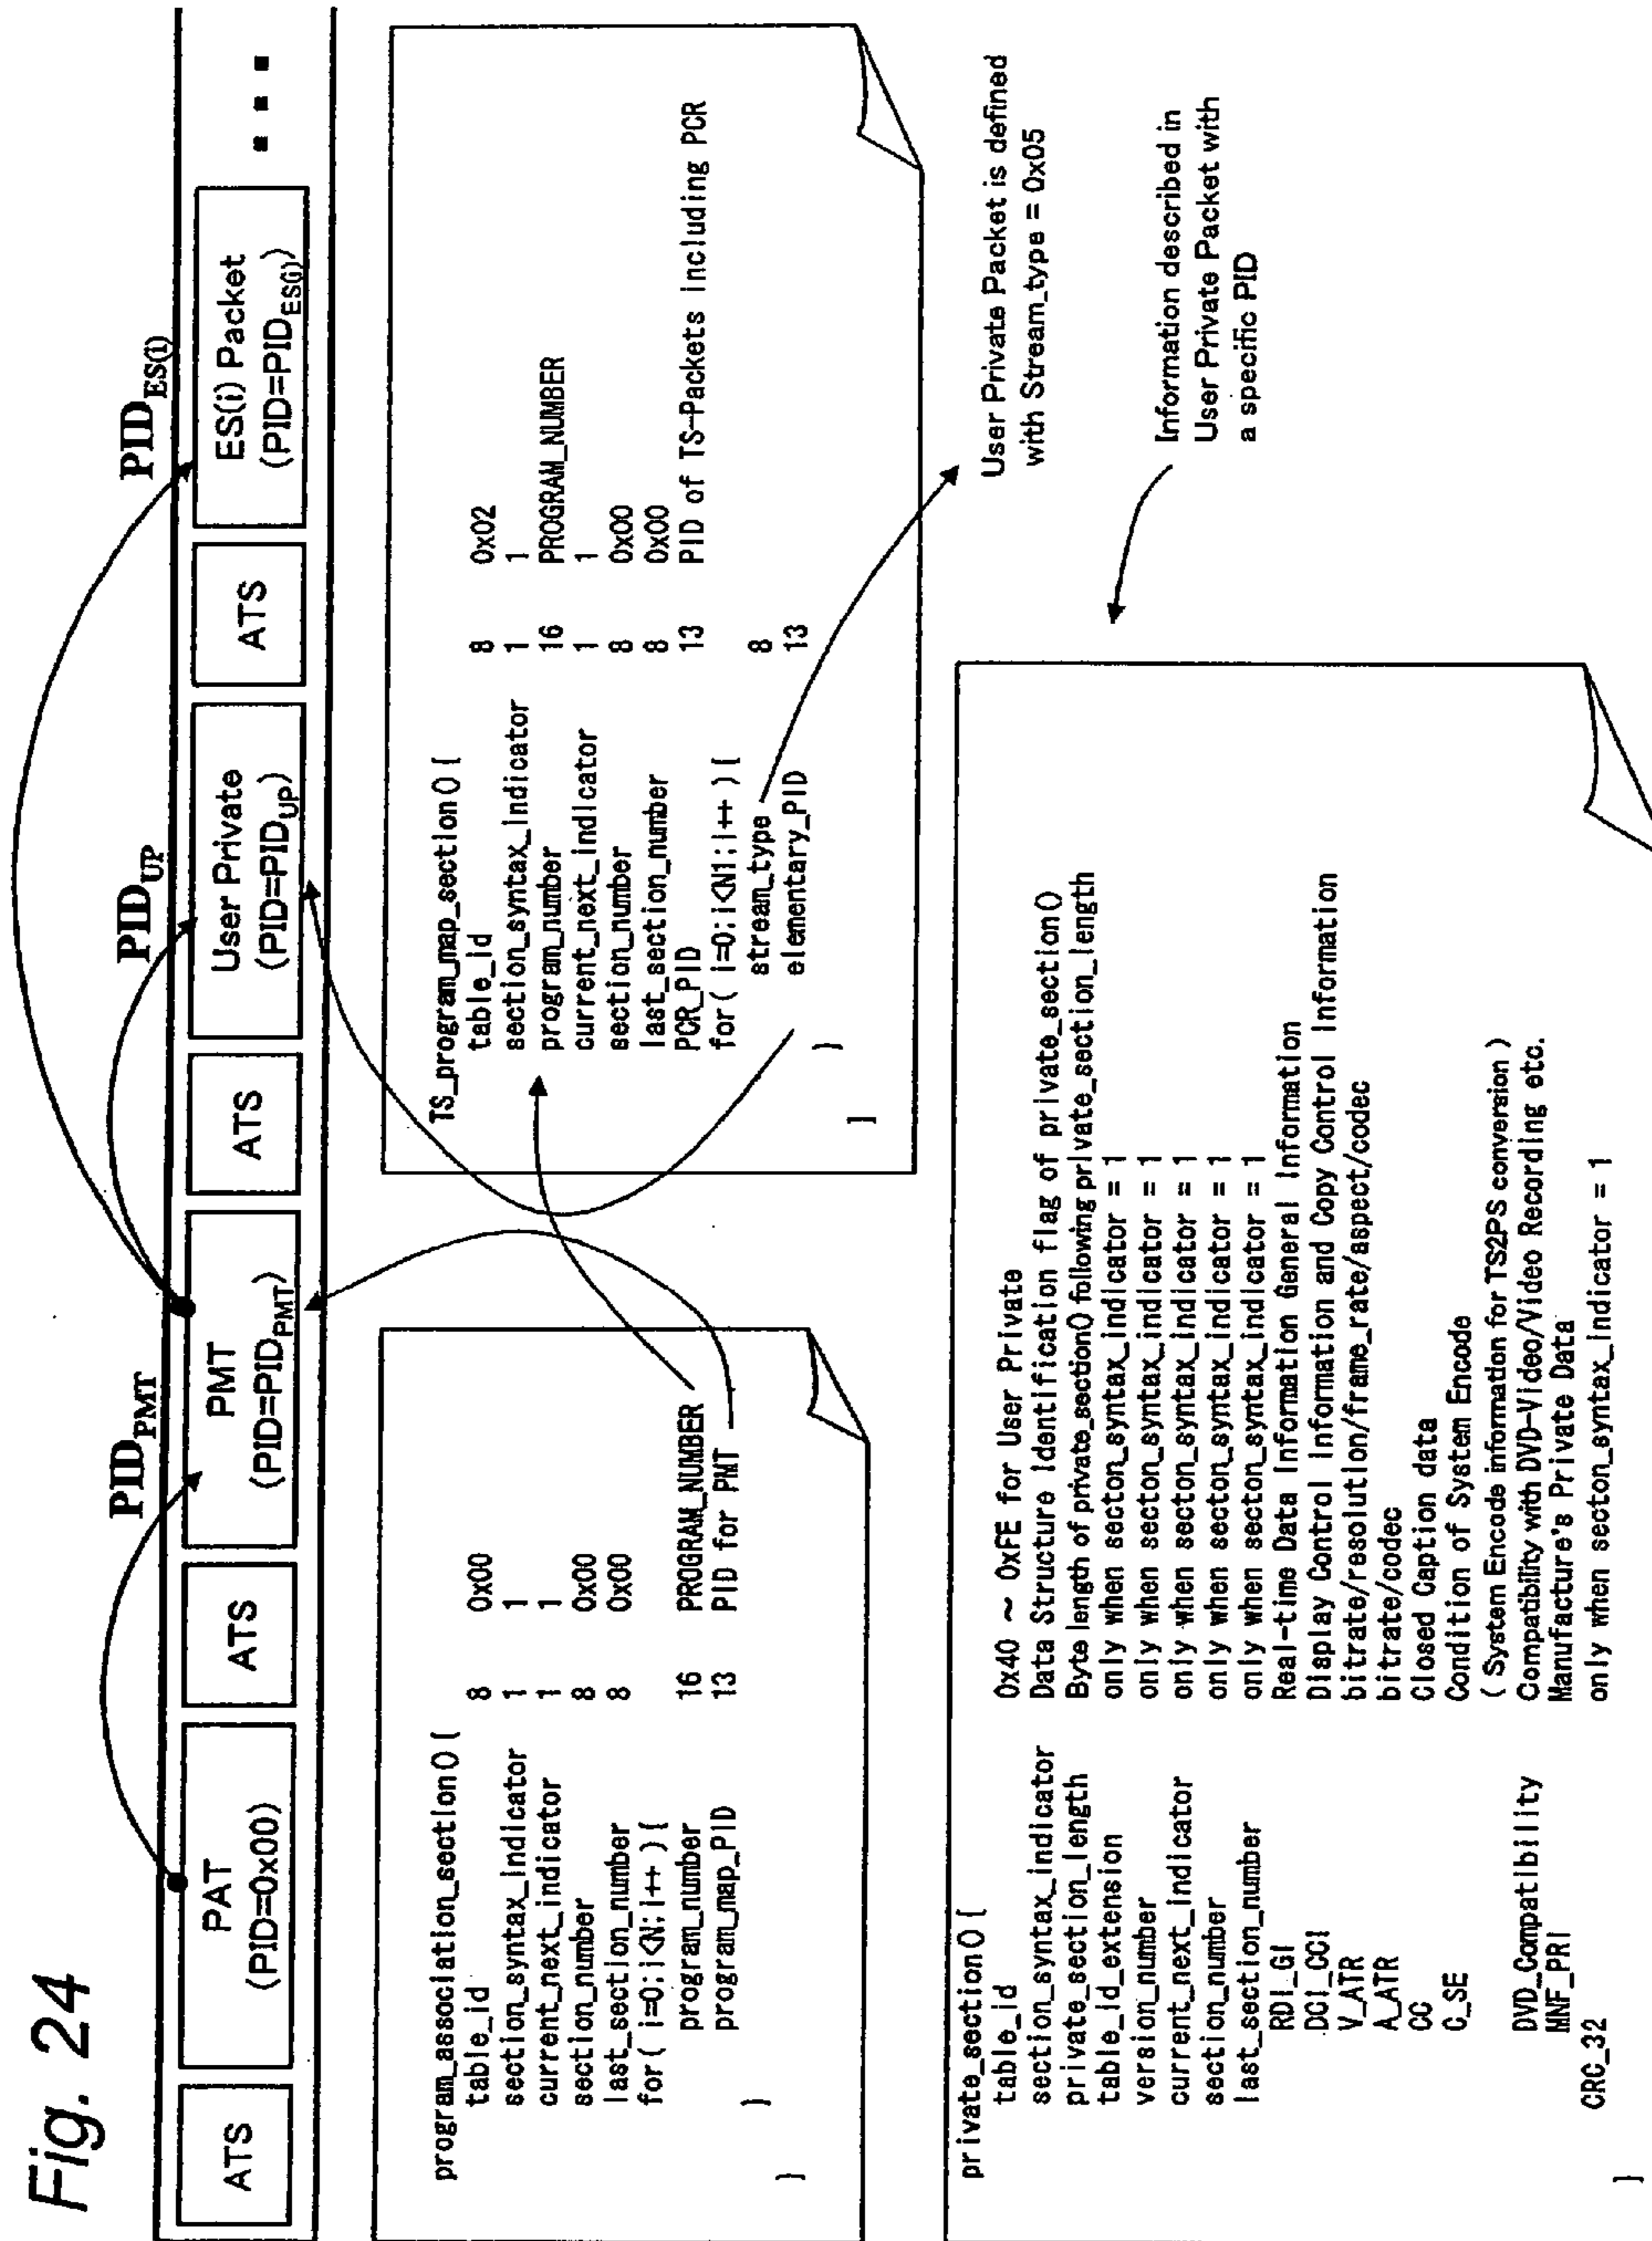 Fig. 24
PID_PMT
PID_UP
PID_ES(i)
ATS
PAT
(PID=0x00)
ATS
PMT
(PID=PID_PMT)
ATS
User Private
(PID=PID_UP)
ATS
ES(i) Packet
(PID=PID_ES(i))
program_association_section() {
table_id 8 0x00
section_syntax_indicator 1 1
current_next_indicator 1 1
section_number 8 0x00
last_section_number 8 0x00
for( i=0;i<N;i++ ) {
program_number 16 PROGRAM_NUMBER
program_map_PID 13 PID for PMT
}
}
TS_program_map_section() {
table_id 8 0x02
section_syntax_indicator 1 1
program_number 16 PROGRAM_NUMBER
current_next_indicator 1 1
section_number 8 0x00
last_section_number 8 0x00
PCR_PID 13 PID of TS-Packets including PCR
for( i=0;i<N1;i++ ) {
stream_type 8
elementary_PID 13
}
}
User Private Packet is defined
with Stream_type = 0x05
private_section() {
table_id 0x40 ~ 0xFE for User Private
section_syntax_indicator Data Structure Identification flag of private_section()
private_section_length Byte length of private_section() following private_section_length
table_id_extension only when secton_syntax_indicator = 1
version_number only when secton_syntax_indicator = 1
current_next_indicator only when secton_syntax_indicator = 1
section_number only when secton_syntax_indicator = 1
last_section_number only when secton_syntax_indicator = 1
RDI_GI Real-time Data Information General Information
DCI_CCI Display Control Information and Copy Control Information
V_ATR bitrate/resolution/frame_rate/aspect/codec
A_ATR bitrate/codec
CC Closed Caption data
C_SE Condition of System Encode
( System Encode information for TS2PS conversion )
DVD_Compatibility Compatibility with DVD-Video/Video Recording etc.
MNF_PRI Manufacture's Private Data
CRC_32 only when secton_syntax_indicator = 1
}
Information described in
User Private Packet with
a specific PID